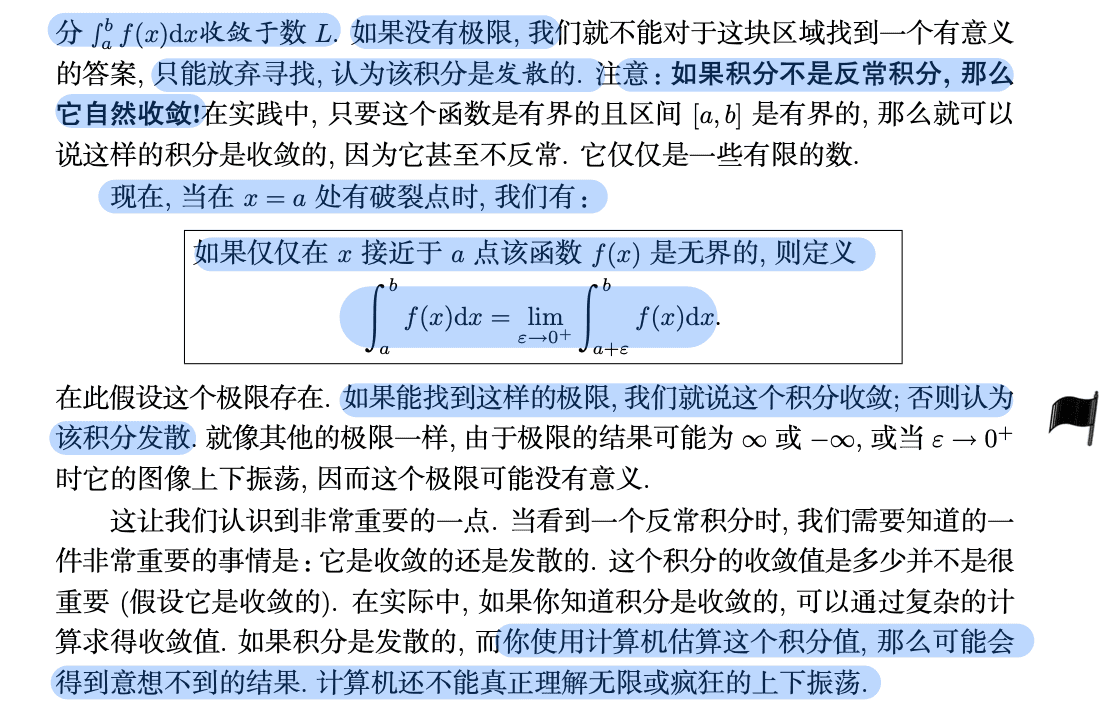 分 ∫_a^b f(x)dx收敛于数 L. 如果没有极限, 我们就不能对于这块区域找到一个有意义
的答案, 只能放弃寻找, 认为该积分是发散的. 注意: 如果积分不是反常积分, 那么
它自然收敛!在实践中, 只要这个函数是有界的且区间 [a, b] 是有界的, 那么就可以
说这样的积分是收敛的, 因为它甚至不反常. 它仅仅是一些有限的数.
现在, 当在 x = a 处有破裂点时, 我们有:
如果仅仅在 x 接近于 a 点该函数 f(x) 是无界的, 则定义
∫_a^b f(x)dx = lim_{ε→0⁺} ∫_{a+ε}^b f(x)dx.
在此假设这个极限存在. 如果能找到这样的极限, 我们就说这个积分收敛; 否则认为
该积分发散. 就像其他的极限一样, 由于极限的结果可能为 ∞ 或 −∞, 或当 ε → 0⁺
时它的图像上下振荡, 因而这个极限可能没有意义.
这让我们认识到非常重要的一点. 当看到一个反常积分时, 我们需要知道的一
件非常重要的事情是: 它是收敛的还是发散的. 这个积分的收敛值是多少并不是很
重要 (假设它是收敛的). 在实际中, 如果你知道积分是收敛的, 可以通过复杂的计
算求得收敛值. 如果积分是发散的, 而你使用计算机估算这个积分值, 那么可能会
得到意想不到的结果. 计算机还不能真正理解无限或疯狂的上下振荡.